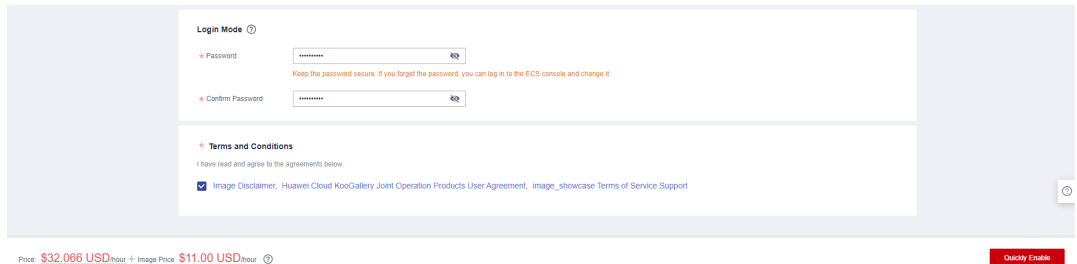 Login Mode ?
* Password ••••••••••
Keep the password secure. If you forget the password, you can log in to the ECS console and change it
* Confirm Password ••••••••••
* Terms and Conditions
I have read and agree to the agreements below.
Image Disclaimer, Huawei Cloud KooGallery Joint Operation Products User Agreement, image_showcase Terms of Service Support
?
Price: $32.066 USD/hour + Image Price $11.00 USD/hour ? Quickly Enable